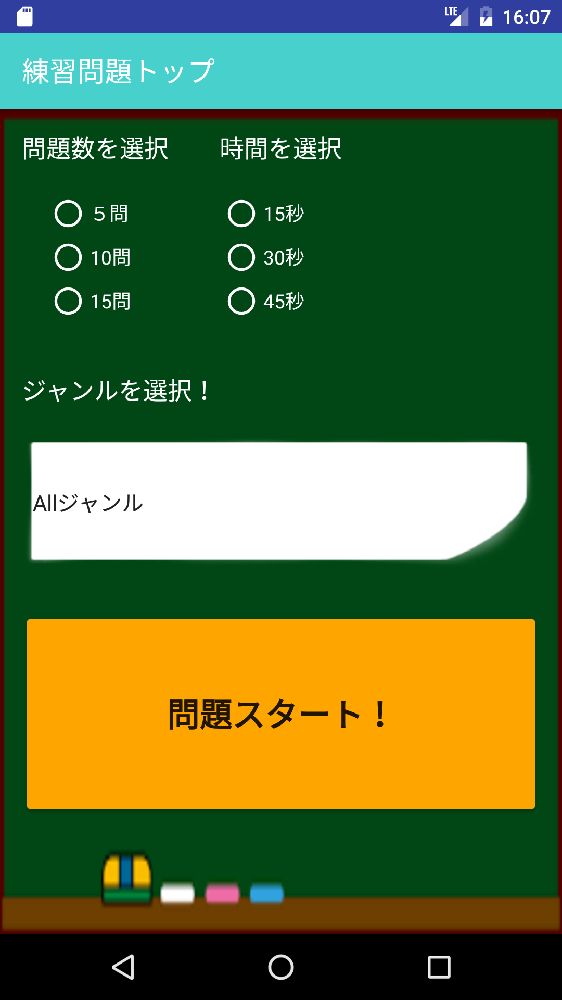 LTE 16:07
練習問題トップ
問題数を選択 時間を選択
５問 15秒
10問 30秒
15問 45秒
ジャンルを選択！
Allジャンル
問題スタート！